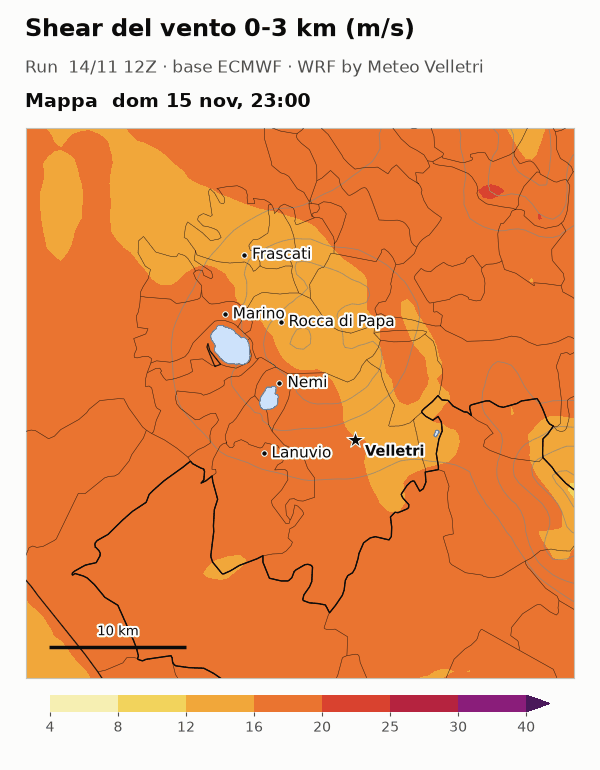 Shear del vento 0-3 km (m/s)
Run  14/11 12Z · base ECMWF · WRF by Meteo Velletri
Mappa  dom 15 nov, 23:00
Frascati
Marino
Rocca di Papa
Nemi
Velletri
Lanuvio
10 km
4 8 12 16 20 25 30 40